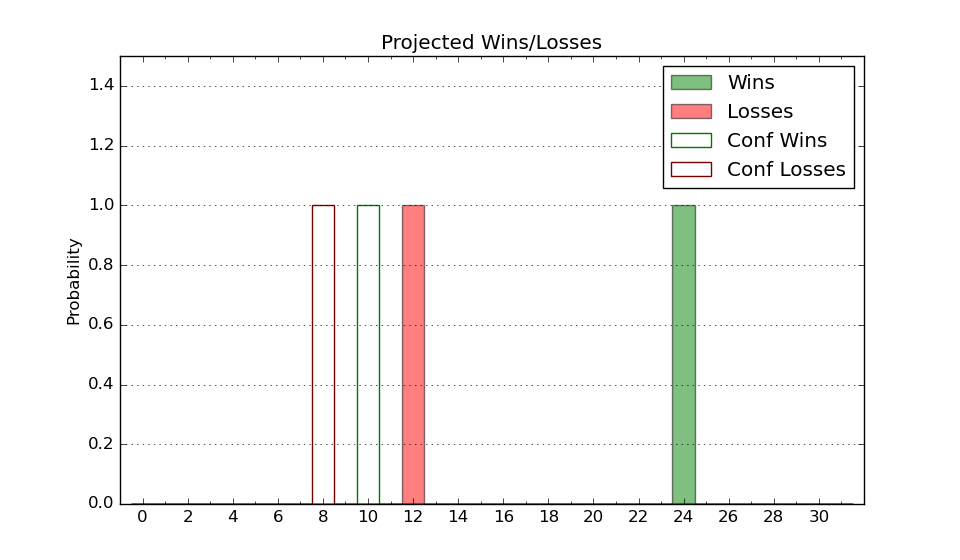 Projected Wins/Losses
1.4
1.2
1.0
0.8
0.6
0.4
0.2
0.0
Probability
Wins
Losses
Conf Wins
Conf Losses
0 2 4 6 8 10 12 14 16 18 20 22 24 26 28 30